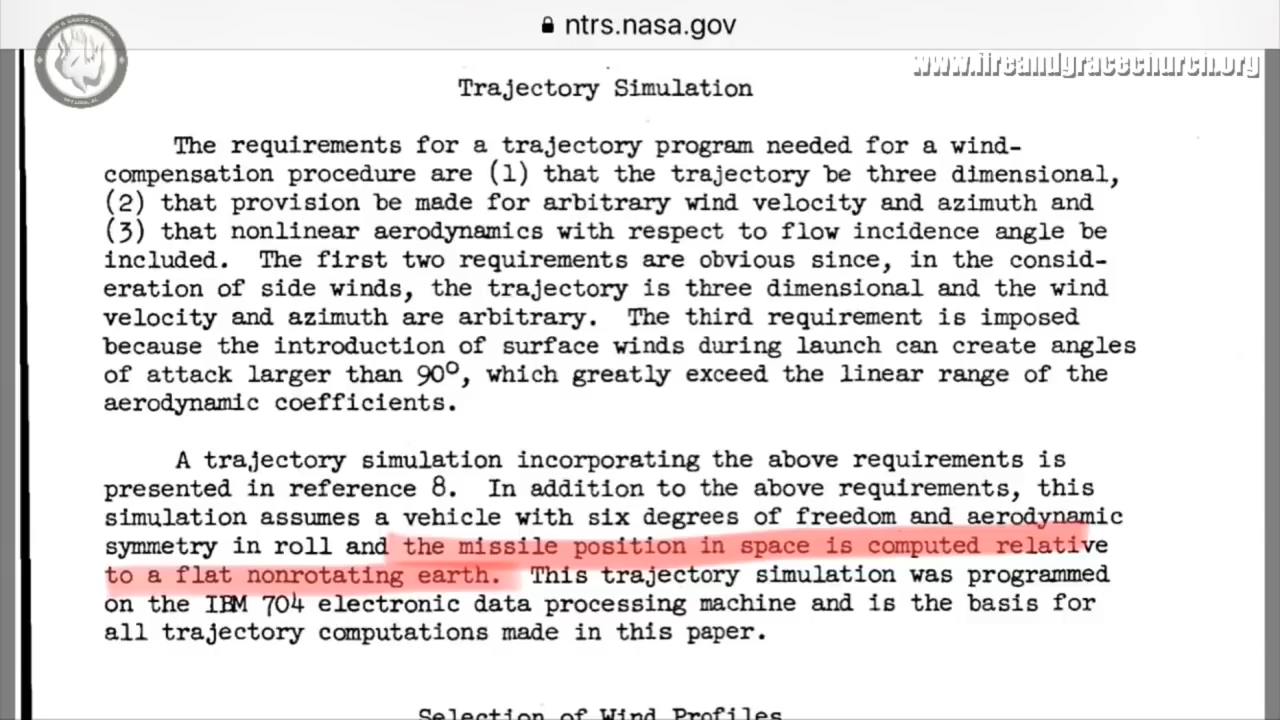 ntrs.nasa.gov
www.fireandgracechurch.org
Trajectory Simulation
The requirements for a trajectory program needed for a wind-
compensation procedure are (1) that the trajectory be three dimensional,
(2) that provision be made for arbitrary wind velocity and azimuth and
(3) that nonlinear aerodynamics with respect to flow incidence angle be
included. The first two requirements are obvious since, in the consid-
eration of side winds, the trajectory is three dimensional and the wind
velocity and azimuth are arbitrary. The third requirement is imposed
because the introduction of surface winds during launch can create angles
of attack larger than 90°, which greatly exceed the linear range of the
aerodynamic coefficients.
A trajectory simulation incorporating the above requirements is
presented in reference 8. In addition to the above requirements, this
simulation assumes a vehicle with six degrees of freedom and aerodynamic
symmetry in roll and the missile position in space is computed relative
to a flat nonrotating earth. This trajectory simulation was programmed
on the IBM 704 electronic data processing machine and is the basis for
all trajectory computations made in this paper.
Selection of Wind Profiles